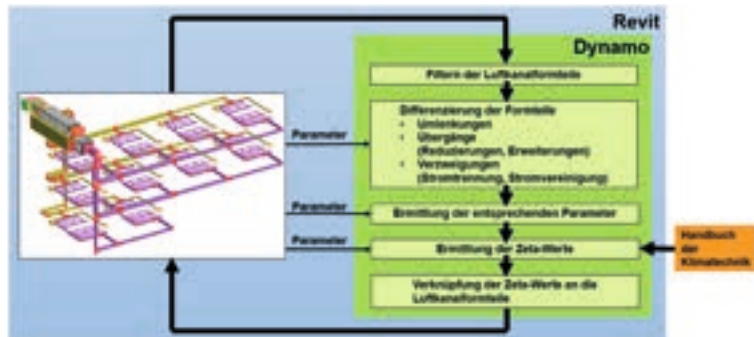 Revit
Dynamo
Filtern der Luftkanalformteile
Differenzierung der Formteile
• Umlenkungen
• Übergänge
(Reduzierungen, Erweiterungen)
• Verzweigungen
(Stromtrennung, Stromvereinigung)
Parameter
Parameter
Ermittlung der entsprechenden Parameter
Parameter
Ermittlung der Zeta-Werte
Handbuch
der
Klimatechnik
Verknüpfung der Zeta-Werte an die
Luftkanalformteile